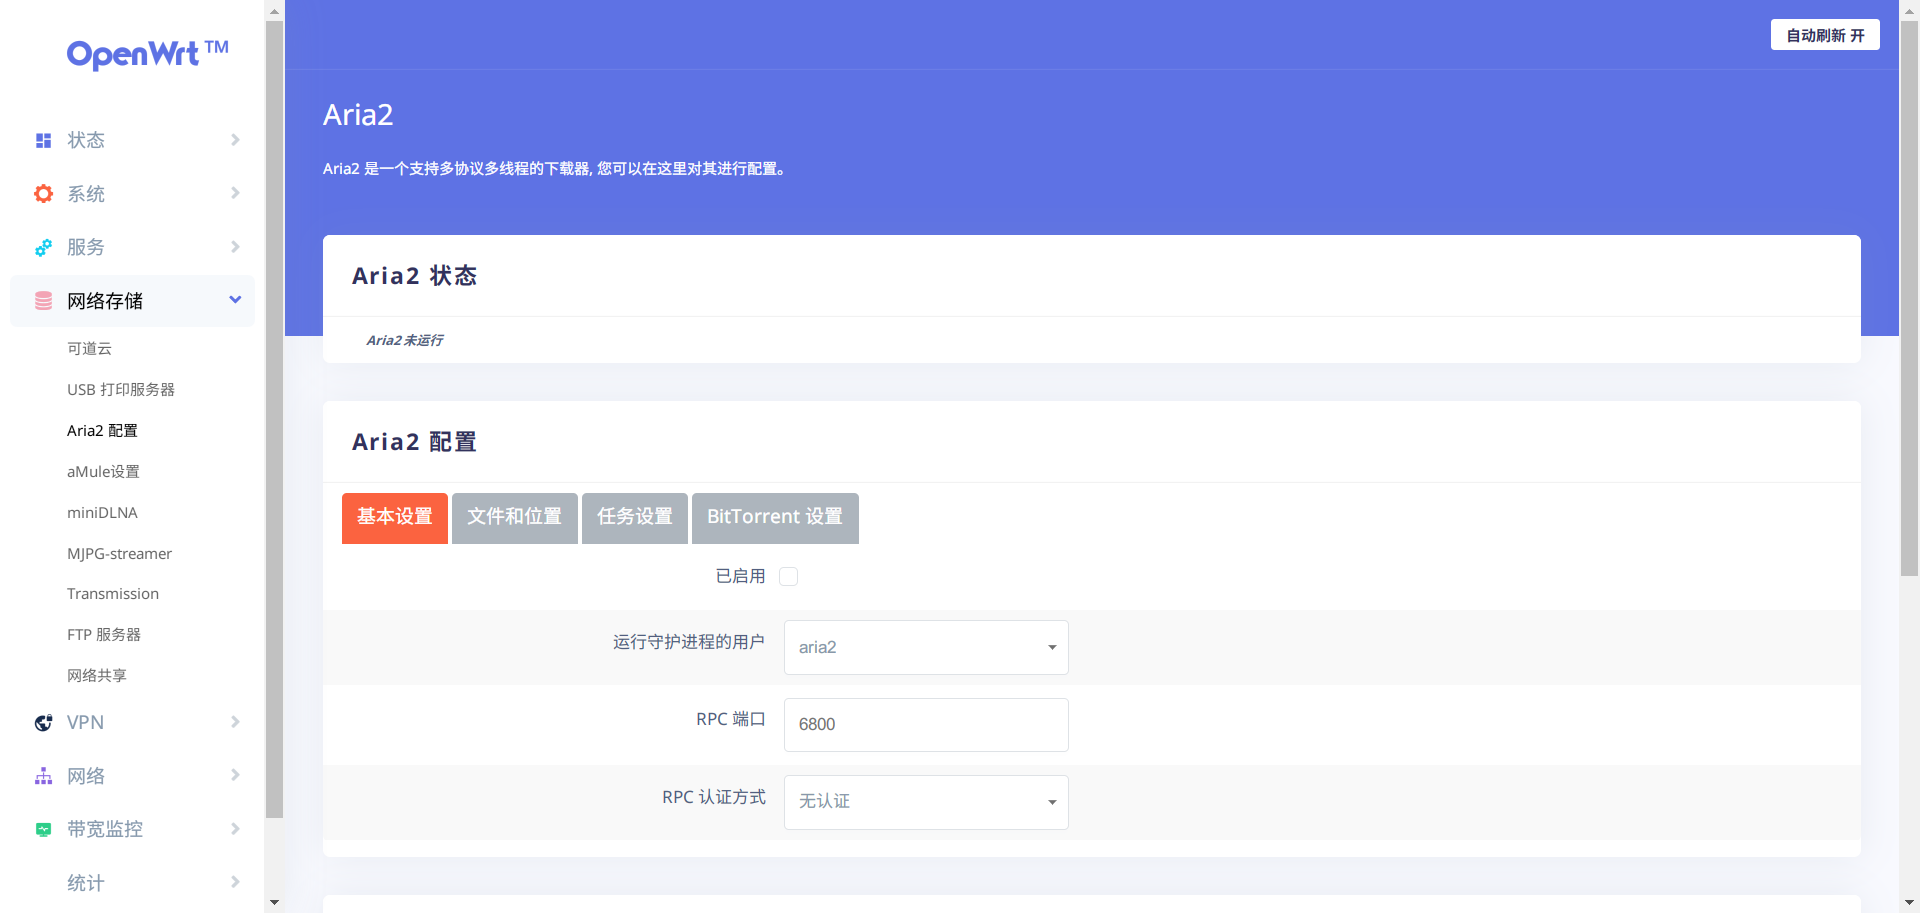 OpenWrt ™
状态
系统
服务
网络存储
可道云
USB 打印服务器
Aria2 配置
aMule设置
miniDLNA
MJPG-streamer
Transmission
FTP 服务器
网络共享
VPN
网络
带宽监控
统计
自动刷新 开
Aria2
Aria2 是一个支持多协议多线程的下载器, 您可以在这里对其进行配置。
Aria2 状态
Aria2 未运行
Aria2 配置
基本设置 文件和位置 任务设置 BitTorrent 设置
已启用
运行守护进程的用户 aria2
RPC 端口 6800
RPC 认证方式 无认证